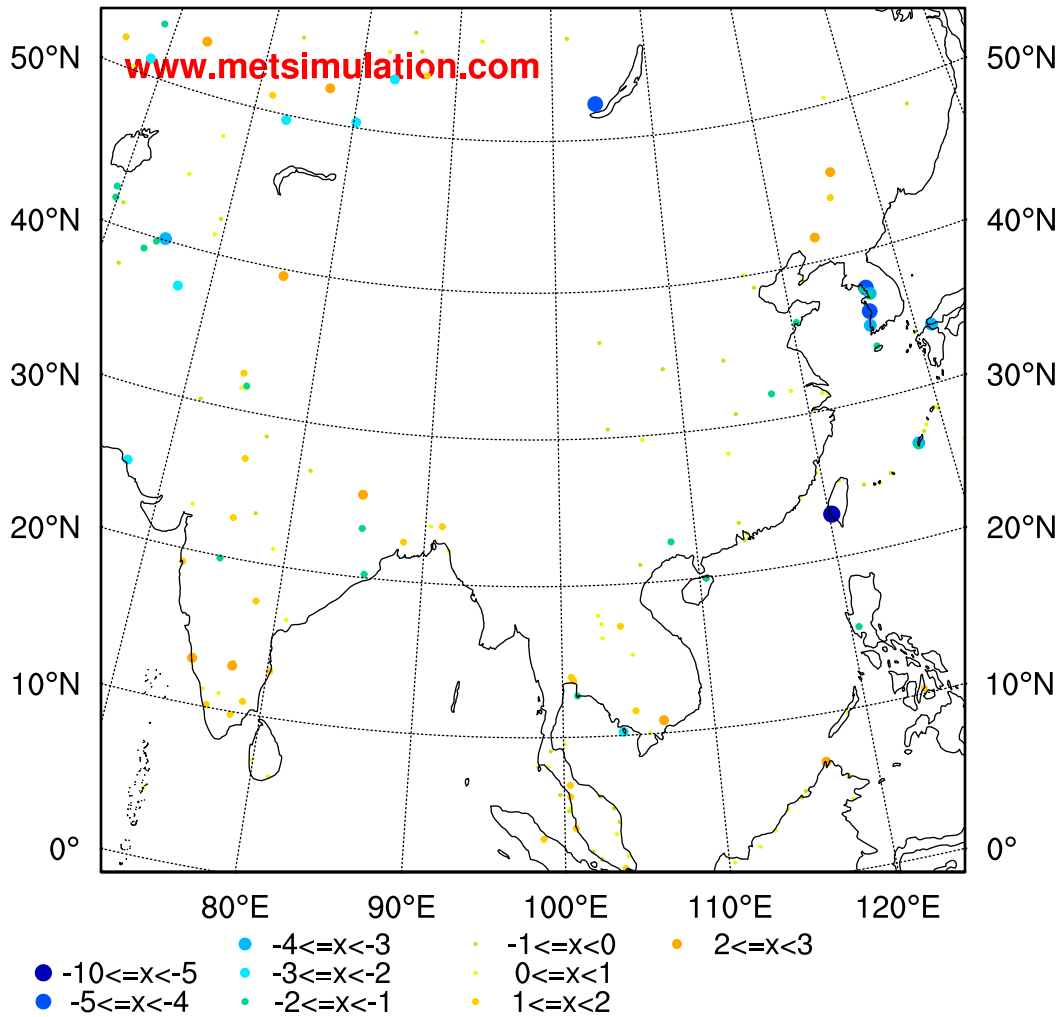 50°N 50°N
www.metsimulation.com
40°N 40°N
30°N 30°N
20°N 20°N
10°N 10°N
0° 0°
80°E 90°E 100°E 110°E 120°E
-4<=x<-3 -1<=x<0 2<=x<3
-10<=x<-5 -3<=x<-2 0<=x<1
-5<=x<-4 -2<=x<-1 1<=x<2